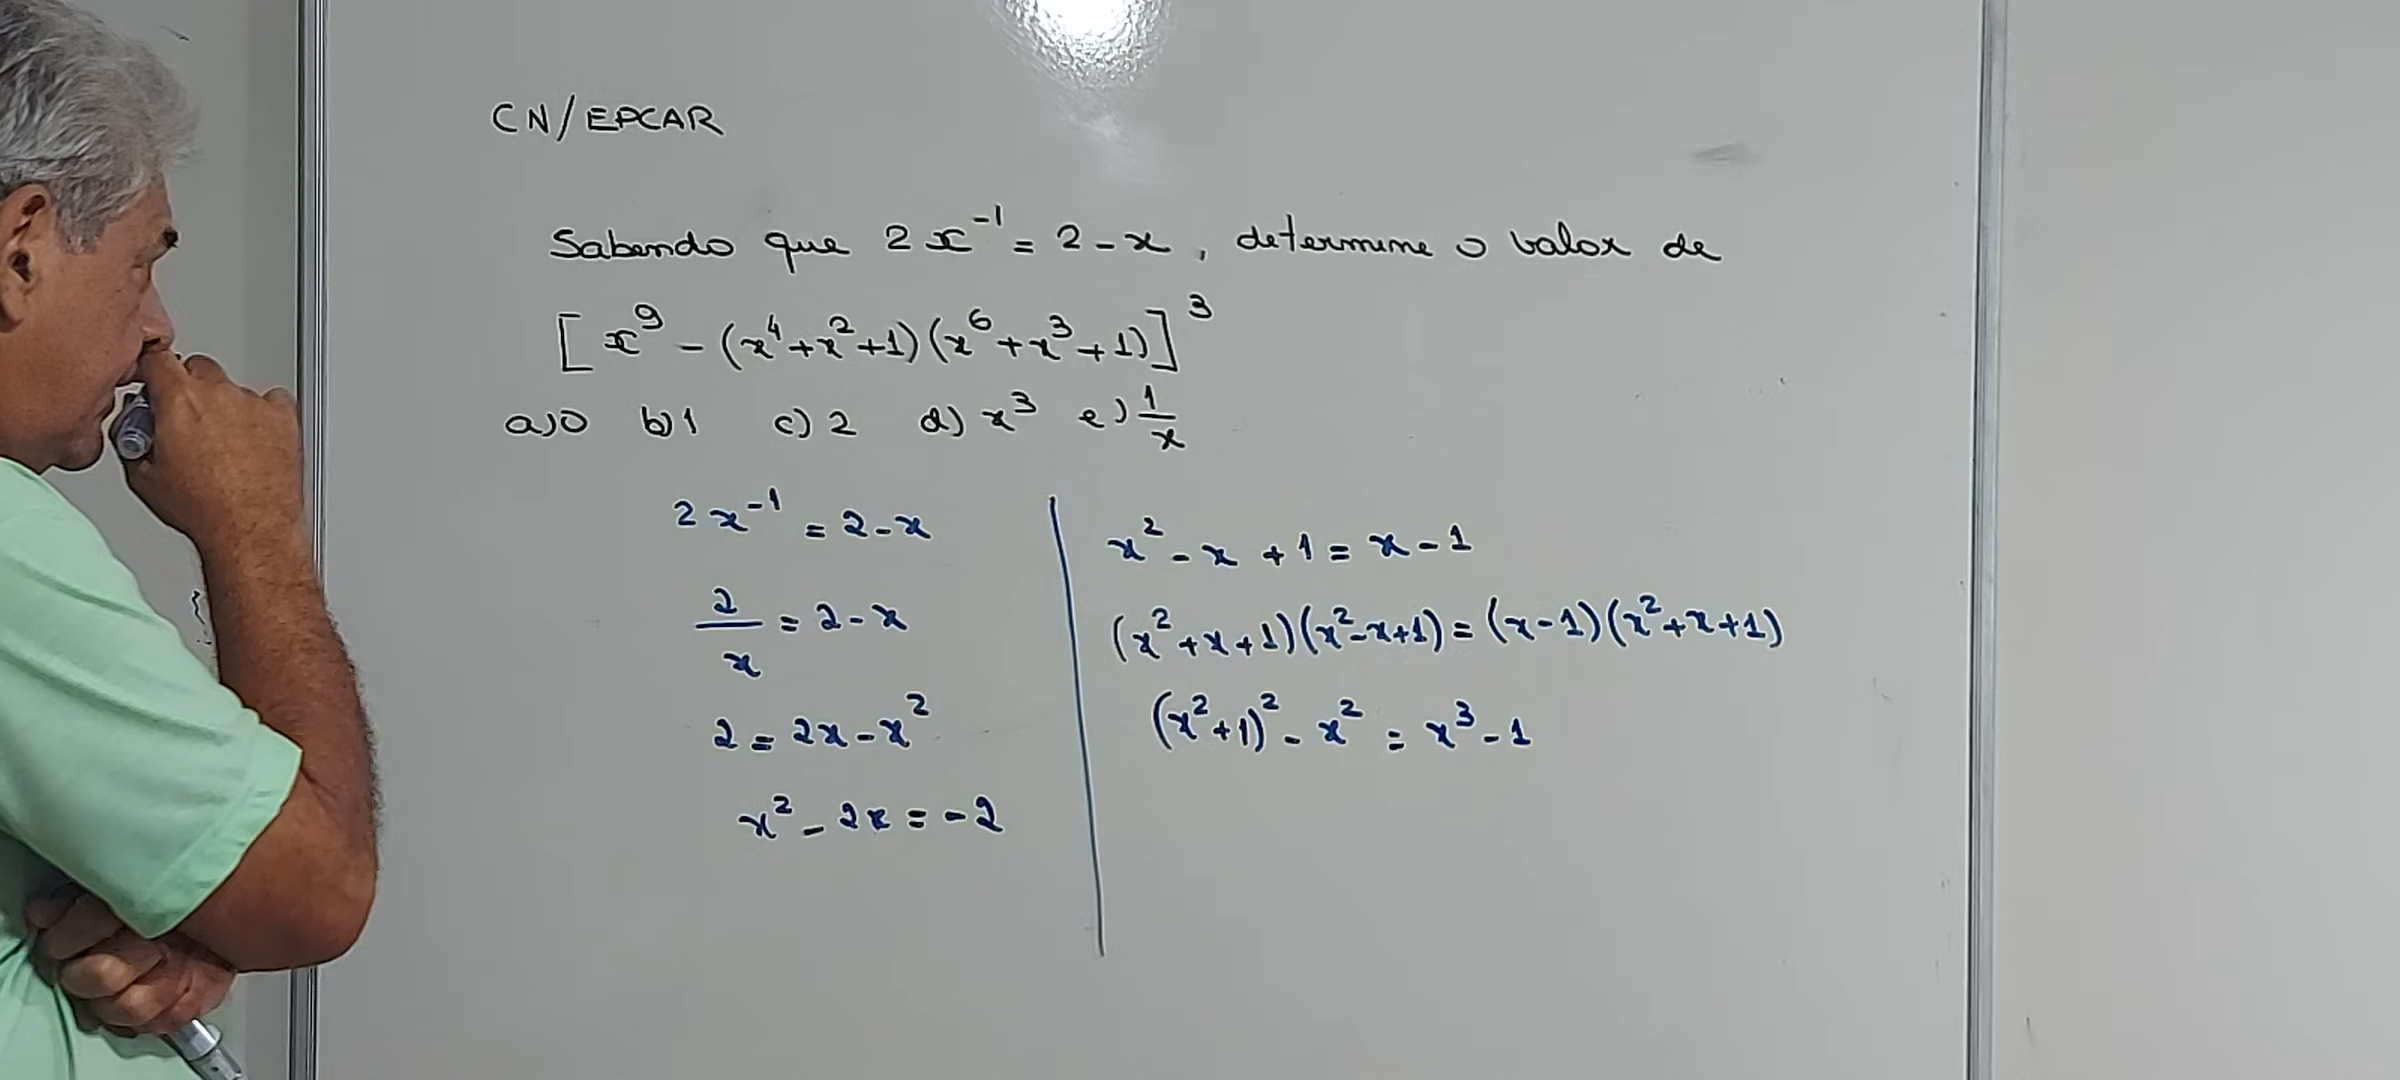 CN/EPCAR
Sabendo que 2x⁻¹ = 2 - x, determine o valor de
[x⁹ - (x⁴+x²+1)(x⁶+x³+1)]³
a) 0 b) 1 c) 2 d) x³ e) 1/x
2x⁻¹ = 2 - x
2/x = 2 - x
2 = 2x - x²
x² - 2x = -2
x² - x + 1 = x - 1
(x²+x+1)(x²-x+1) = (x-1)(x²+x+1)
(x²+1)² - x² = x³ - 1